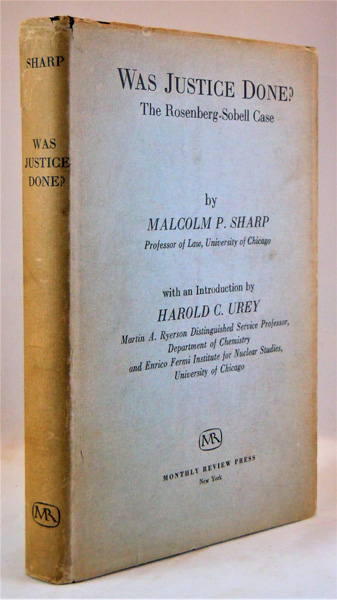 SHARP
WAS
JUSTICE
DONE?
MR
WAS JUSTICE DONE?
The Rosenberg-Sobell Case
by
MALCOLM P. SHARP
Professor of Law, University of Chicago
with an Introduction by
HAROLD C. UREY
Martin A. Ryerson Distinguished Service Professor,
Department of Chemistry
and Enrico Fermi Institute for Nuclear Studies,
University of Chicago
MR
MONTHLY REVIEW PRESS
New York